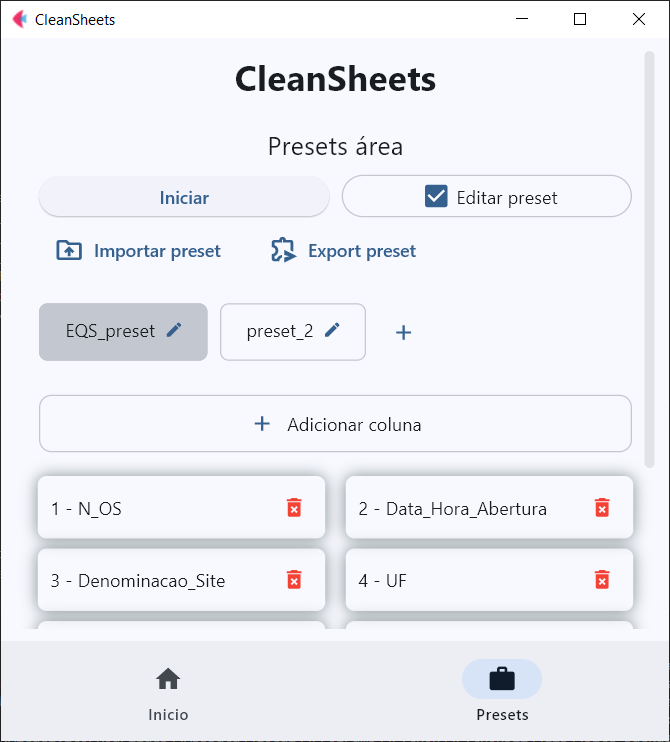 CleanSheets
CleanSheets
Presets área
Iniciar
Editar preset
Importar preset
Export preset
EQS_preset
preset_2
+
+ Adicionar coluna
1 - N_OS
2 - Data_Hora_Abertura
3 - Denominacao_Site
4 - UF
Inicio
Presets